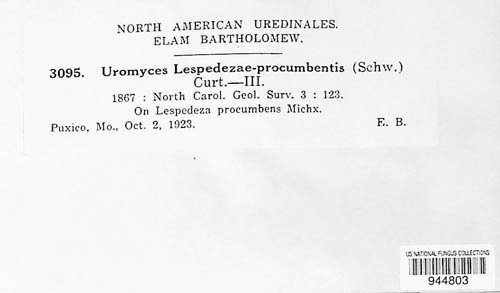 NORTH AMERICAN UREDINALES.
ELAM BARTHOLOMEW.
3095. Uromyces Lespedezae-procumbentis (Schw.)
Curt.—III.
1867 : North Carol. Geol. Surv. 3 : 123.
On Lespedeza procumbens Michx.
Puxico, Mo., Oct. 2, 1923. E. B.
US NATIONAL FUNGUS COLLECTIONS
944803